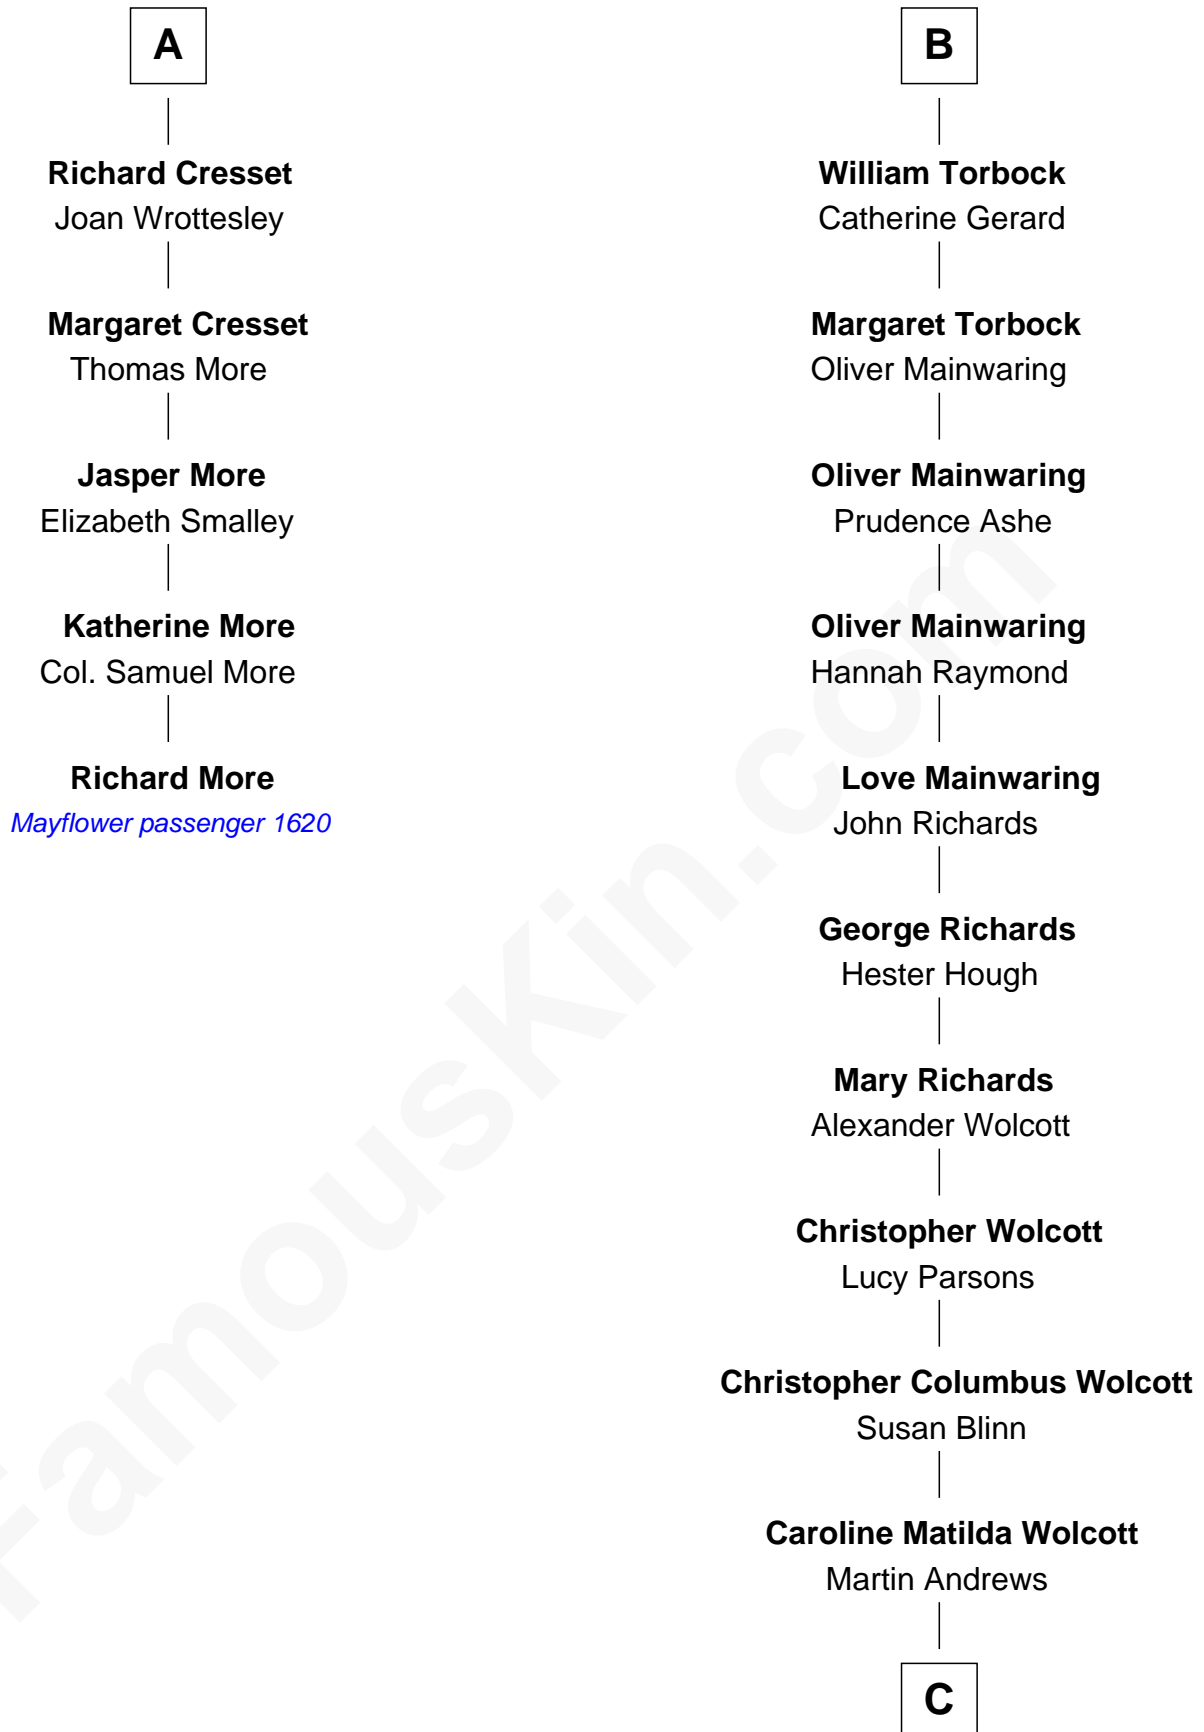 A
Richard Cresset
Joan Wrottesley
Margaret Cresset
Thomas More
Jasper More
Elizabeth Smalley
Katherine More
Col. Samuel More
Richard More
Mayflower passenger 1620
B
William Torbock
Catherine Gerard
Margaret Torbock
Oliver Mainwaring
Oliver Mainwaring
Prudence Ashe
Oliver Mainwaring
Hannah Raymond
Love Mainwaring
John Richards
George Richards
Hester Hough
Mary Richards
Alexander Wolcott
Christopher Wolcott
Lucy Parsons
Christopher Columbus Wolcott
Susan Blinn
Caroline Matilda Wolcott
Martin Andrews
C
FamousKin.com